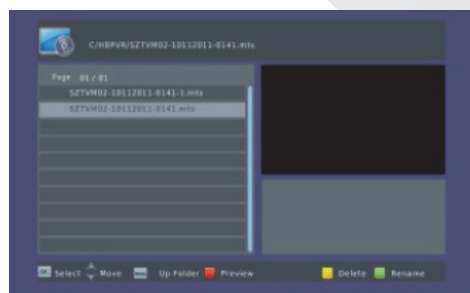 C/HBPVR/SZTVM02-10112011-0141.mts
Page 01/01
SZTVM02-10112011-0141-1.mts
SZTVM02-10112011-0141.mts
Select Move Up Folder Preview Delete Rename